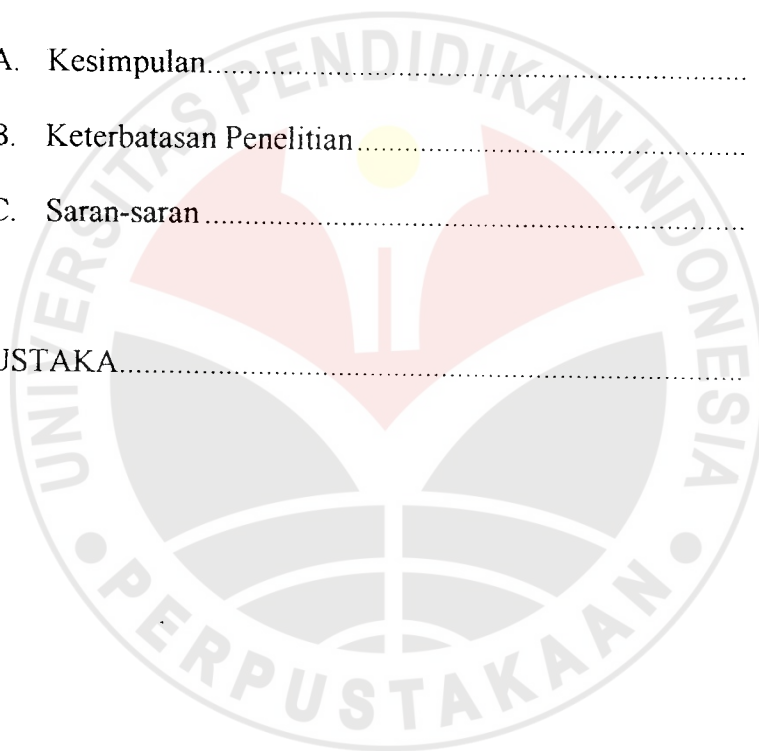 A. Kesimpulan
B. Keterbatasan Penelitian
C. Saran-saran
USTAKA
UNIVERSITAS PENDIDIKAN INDONESIA
PERPUSTAKAAN